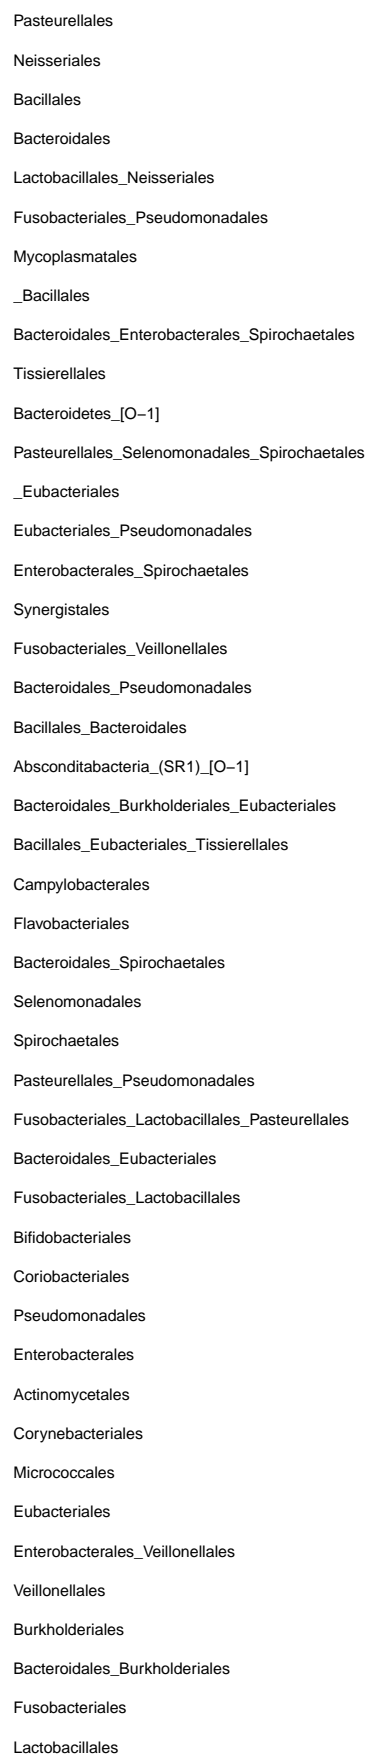 Pasteurellales
Neisseriales
Bacillales
Bacteroidales
Lactobacillales_Neisseriales
Fusobacteriales_Pseudomonadales
Mycoplasmatales
_Bacillales
Bacteroidales_Enterobacterales_Spirochaetales
Tissierellales
Bacteroidetes_[O−1]
Pasteurellales_Selenomonadales_Spirochaetales
_Eubacteriales
Eubacteriales_Pseudomonadales
Enterobacterales_Spirochaetales
Synergistales
Fusobacteriales_Veillonellales
Bacteroidales_Pseudomonadales
Bacillales_Bacteroidales
Absconditabacteria_(SR1)_[O−1]
Bacteroidales_Burkholderiales_Eubacteriales
Bacillales_Eubacteriales_Tissierellales
Campylobacterales
Flavobacteriales
Bacteroidales_Spirochaetales
Selenomonadales
Spirochaetales
Pasteurellales_Pseudomonadales
Fusobacteriales_Lactobacillales_Pasteurellales
Bacteroidales_Eubacteriales
Fusobacteriales_Lactobacillales
Bifidobacteriales
Coriobacteriales
Pseudomonadales
Enterobacterales
Actinomycetales
Corynebacteriales
Micrococcales
Eubacteriales
Enterobacterales_Veillonellales
Veillonellales
Burkholderiales
Bacteroidales_Burkholderiales
Fusobacteriales
Lactobacillales